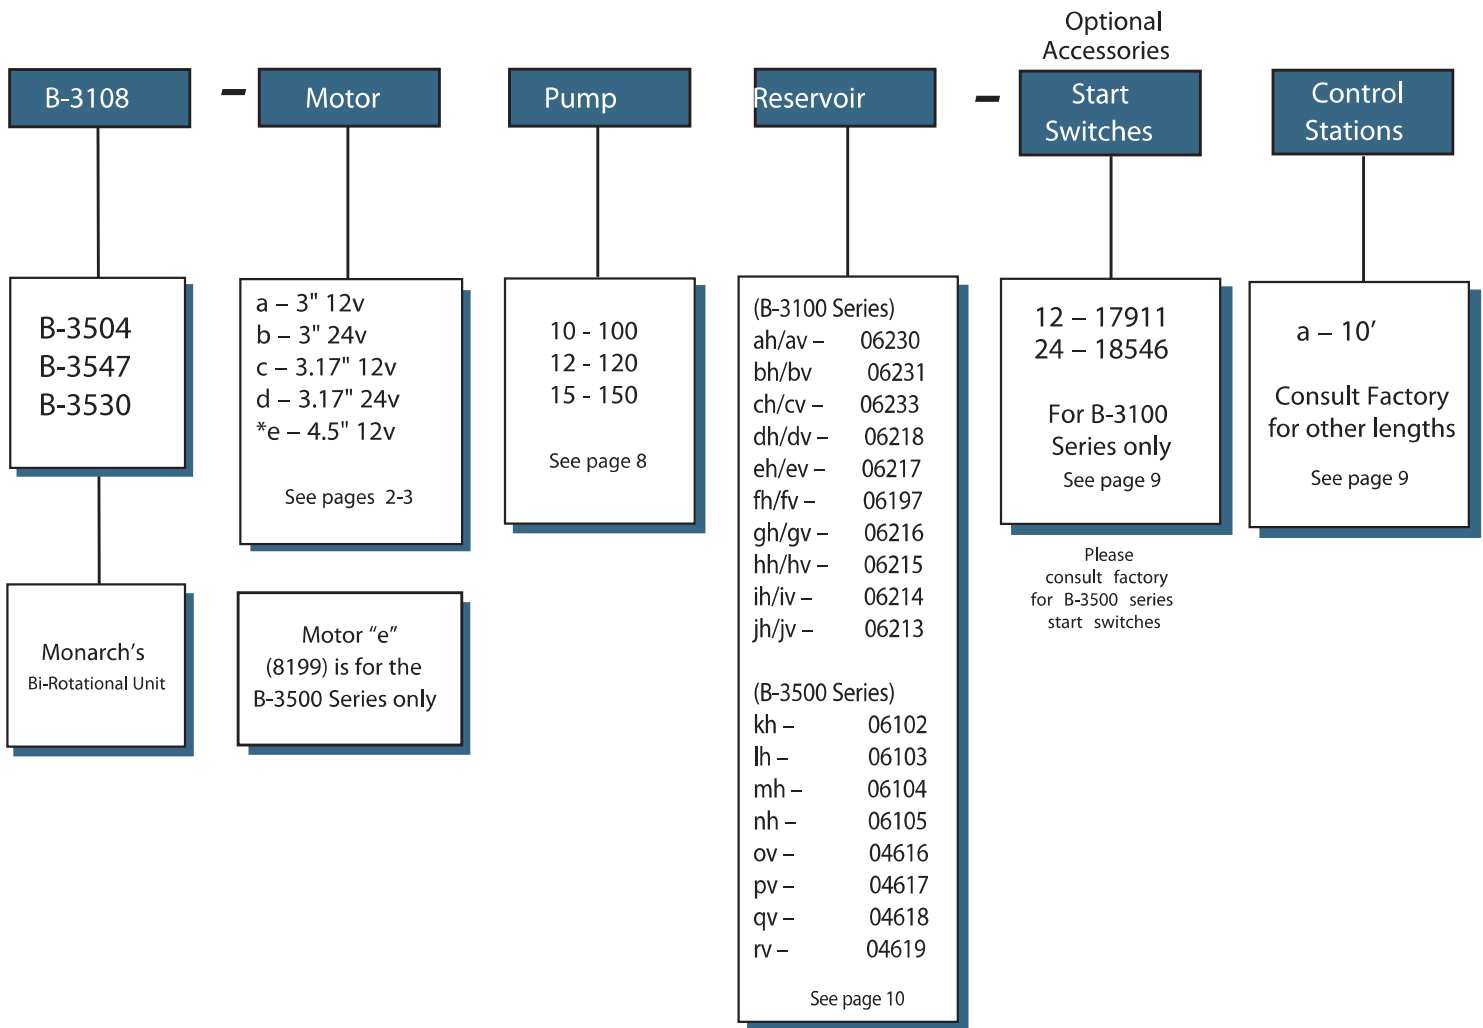 Optional
Accessories
B-3108
–
Motor
Pump
Reservoir
–
Start
Switches
Control
Stations
B-3504
B-3547
B-3530
Monarch's
Bi-Rotational Unit
a – 3" 12v
b – 3" 24v
c – 3.17" 12v
d – 3.17" 24v
*e – 4.5" 12v
See pages 2-3
Motor “e”
(8199) is for the
B-3500 Series only
10 - 100
12 - 120
15 - 150
See page 8
(B-3100 Series)
ah/av – 06230
bh/bv 06231
ch/cv – 06233
dh/dv – 06218
eh/ev – 06217
fh/fv – 06197
gh/gv – 06216
hh/hv – 06215
ih/iv – 06214
jh/jv – 06213
(B-3500 Series)
kh – 06102
lh – 06103
mh – 06104
nh – 06105
ov – 04616
pv – 04617
qv – 04618
rv – 04619
See page 10
12 – 17911
24 – 18546
For B-3100
Series only
See page 9
Please
consult factory
for B-3500 series
start switches
a – 10’
Consult Factory
for other lengths
See page 9